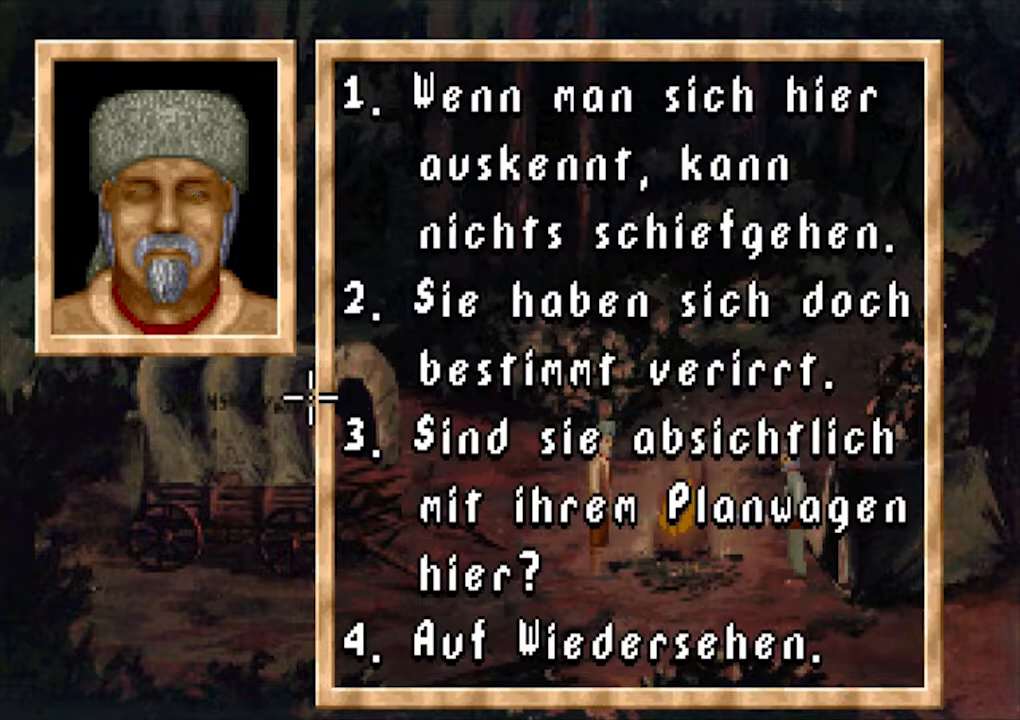 1. Wenn man sich hier
auskennt, kann
nichts schiefgehen.
2. Sie haben sich doch
bestimmt verirrt.
3. Sind sie absichtlich
mit ihrem Planwagen
hier?
4. Auf Wiedersehen.